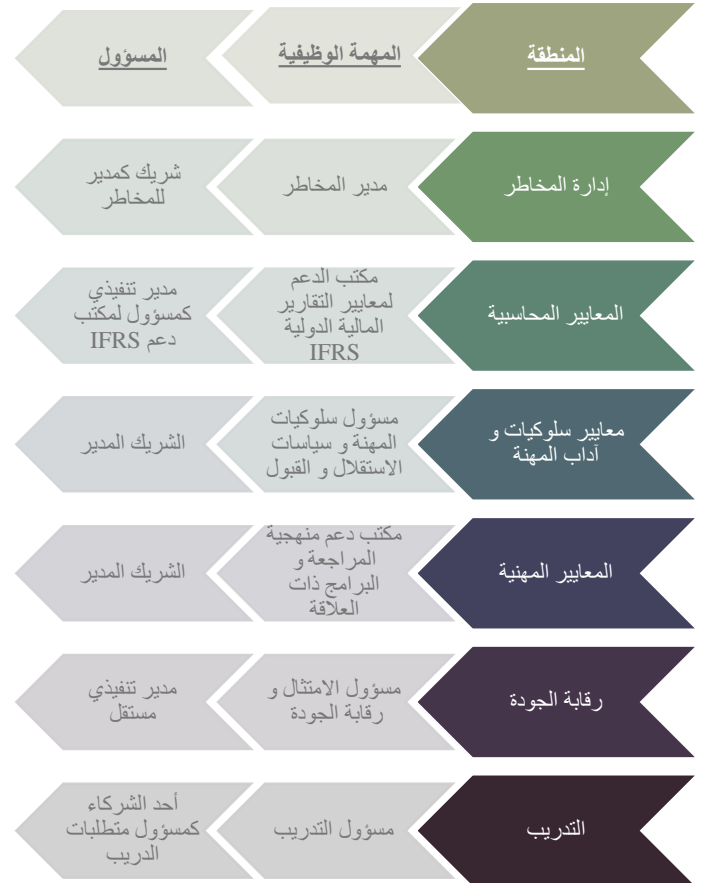 المنطقة
المهمة الوظيفية
المسؤول
إدارة المخاطر
مدير المخاطر
شريك كمدير
للمخاطر
المعايير المحاسبية
مكتب الدعم
لمعايير التقارير
المالية الدولية
IFRS
مدير تنفيذي
كمسؤول لمكتب
دعم IFRS
معايير سلوكيات و
آداب المهنة
مسؤول سلوكيات
المهنة و سياسات
الاستقلال و القبول
الشريك المدير
المعايير المهنية
مكتب دعم منهجية
المراجعة و
البرامج ذات
العلاقة
الشريك المدير
رقابة الجودة
مسؤول الامتثال و
رقابة الجودة
مدير تنفيذي
مستقل
التدريب
مسؤول التدريب
أحد الشركاء
كمسؤول متطلبات
الدريب